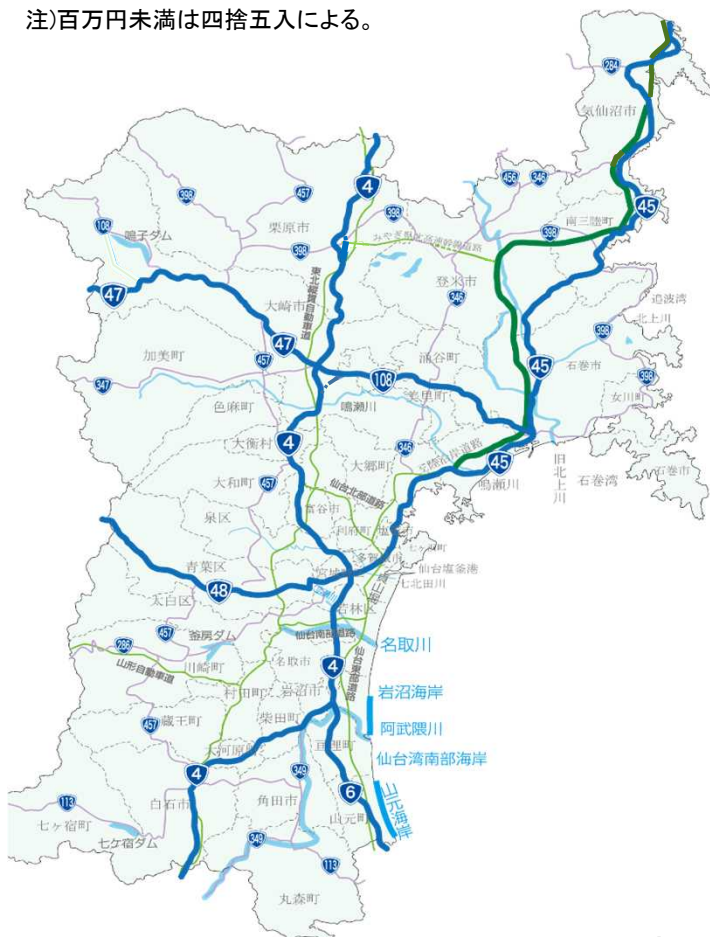 注)百万円未満は四捨五入による。
284
気仙沼市
4
398
457
398
456
346
45
108
鳴子ダム
栗原市
398
398
南三陸町
みやぎ県北高速幹線道路
47
東北縦貫自動車道
登米市
346
大崎市
追波湾
北上川
47
加美町
457
涌谷町
45
398
石巻市
347
108
美里町
398
女川町
色麻町
鳴瀬川
大衡村
4
346
大郷町
45
鳴瀬川
旧北上川
石巻湾
石巻市
大和町
457
仙台北部道路
富谷市
泉区
利府町
七ヶ浜町
青葉区
仙台塩釜港
七北田川
48
若林区
太白区
457
釜房ダム
仙台南部道路
名取川
286
山形自動車道
川崎町
名取市
4
仙台東部道路
村田町
岩沼市
岩沼海岸
457
蔵王町
柴田町
阿武隈川
大河原町
亘理町
仙台湾南部海岸
4
349
6
山元海岸
113
白石市
角田市
山元町
七ヶ宿町
七ケ宿ダム
349
113
丸森町